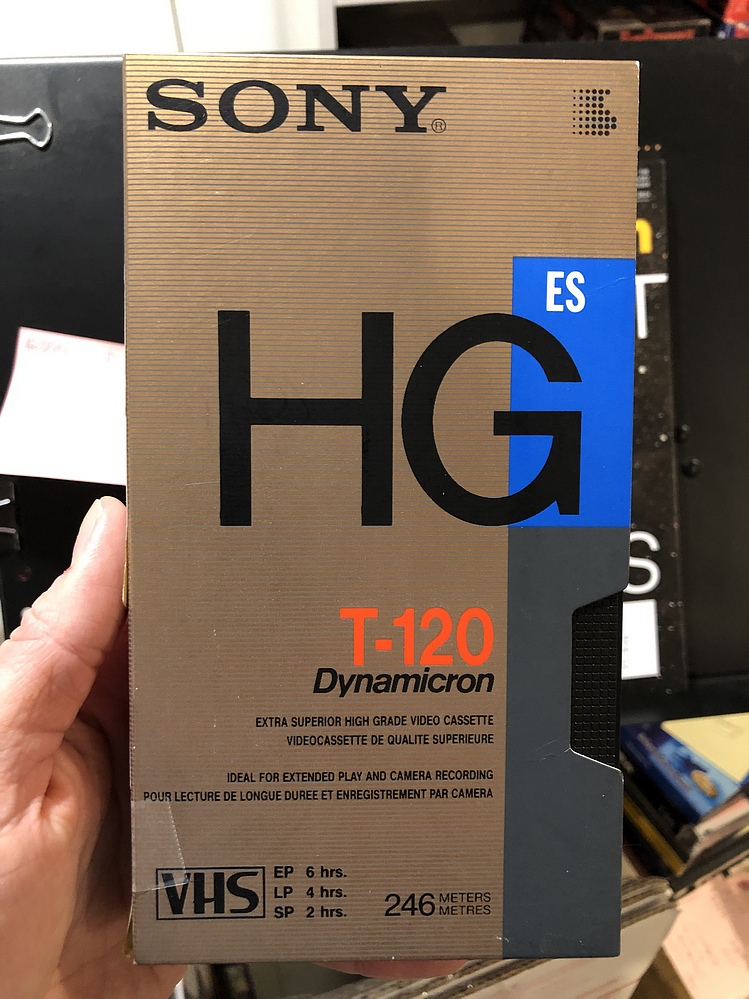 SONY®
ES
HG
T-120
Dynamicron
EXTRA SUPERIOR HIGH GRADE VIDEO CASSETTE
VIDEOCASSETTE DE QUALITE SUPERIEURE
IDEAL FOR EXTENDED PLAY AND CAMERA RECORDING
POUR LECTURE DE LONGUE DUREE ET ENREGISTREMENT PAR CAMERA
VHS
EP 6 hrs.
LP 4 hrs.
SP 2 hrs.
246 METERS
METRES